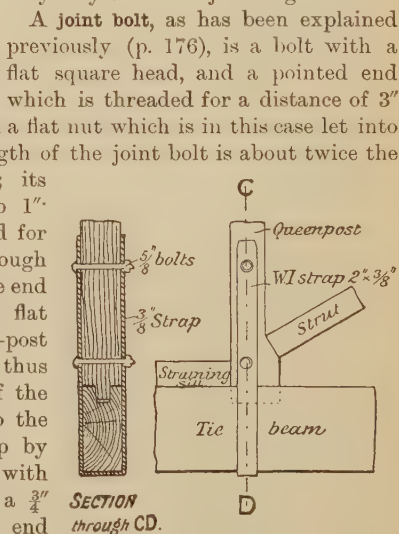 A joint bolt, as has been explained
previously (p. 176), is a bolt with a
flat square head, and a pointed end
which is threaded for a distance of 3"
a flat nut which is in this case let into
gth of the joint bolt is about twice the
its
1"·
for
ough
end
flat
-post
thus
the
the
by
with
a 3/4"
end
C
Queenpost
5/8" bolts
W.I strap 2"×3/8"
3/8" Strap
Strut
Straining
sill
Tie beam
D
SECTION
through CD.